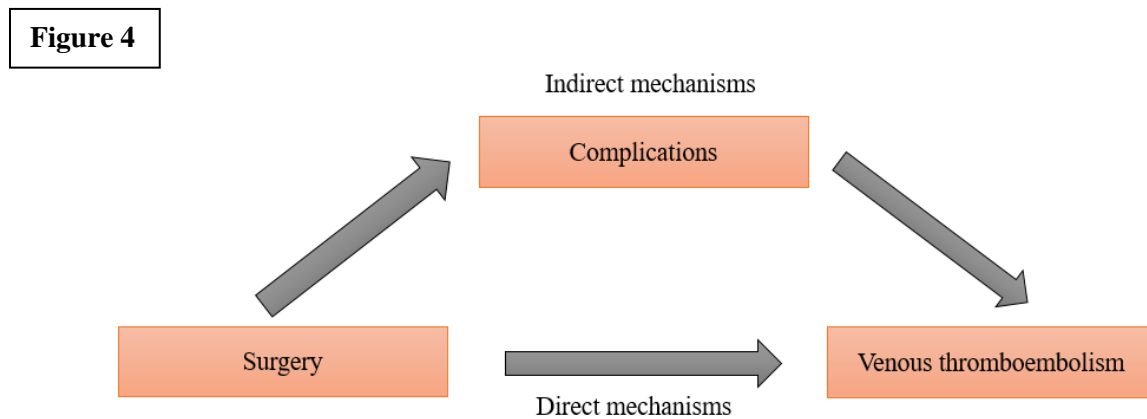 Figure 4
Indirect mechanisms
Complications
Surgery
Venous thromboembolism
Direct mechanisms